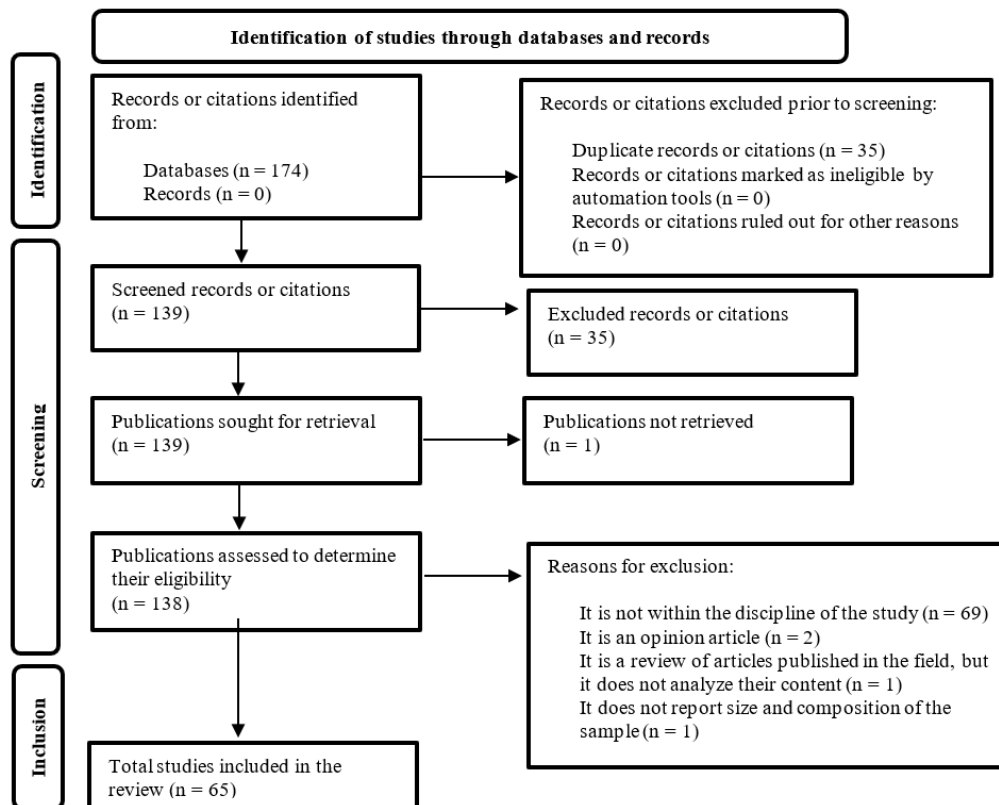 Identification of studies through databases and records
Identification
Records or citations identified
from:
Databases (n = 174)
Records (n = 0)
Records or citations excluded prior to screening:
Duplicate records or citations (n = 35)
Records or citations marked as ineligible by
automation tools (n = 0)
Records or citations ruled out for other reasons
(n = 0)
Screening
Screened records or citations
(n = 139)
Excluded records or citations
(n = 35)
Publications sought for retrieval
(n = 139)
Publications not retrieved
(n = 1)
Publications assessed to determine
their eligibility
(n = 138)
Reasons for exclusion:
It is not within the discipline of the study (n = 69)
It is an opinion article (n = 2)
It is a review of articles published in the field, but
it does not analyze their content (n = 1)
It does not report size and composition of the
sample (n = 1)
Inclusion
Total studies included in the
review (n = 65)